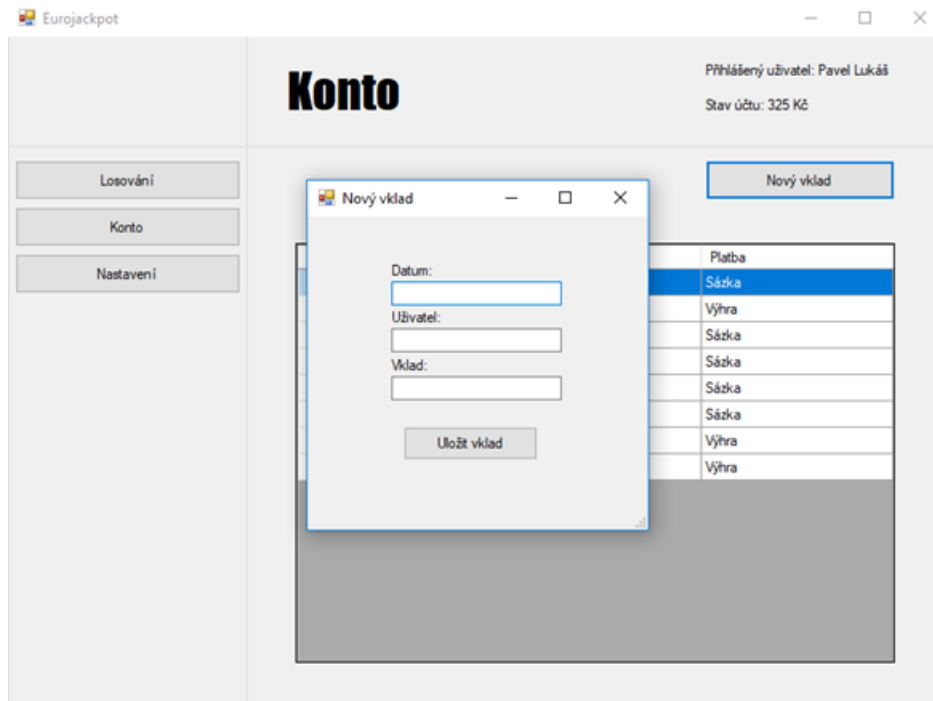 Eurojackpot
Konto
Přihlášený uživatel: Pavel Lukáš
Stav účtu: 325 Kč
Losování
Konto
Nastavení
Nový vklad
Nový vklad
Datum:
Uživatel:
Vklad:
Uložit vklad
Platba
Sázka
Výhra
Sázka
Sázka
Sázka
Sázka
Výhra
Výhra